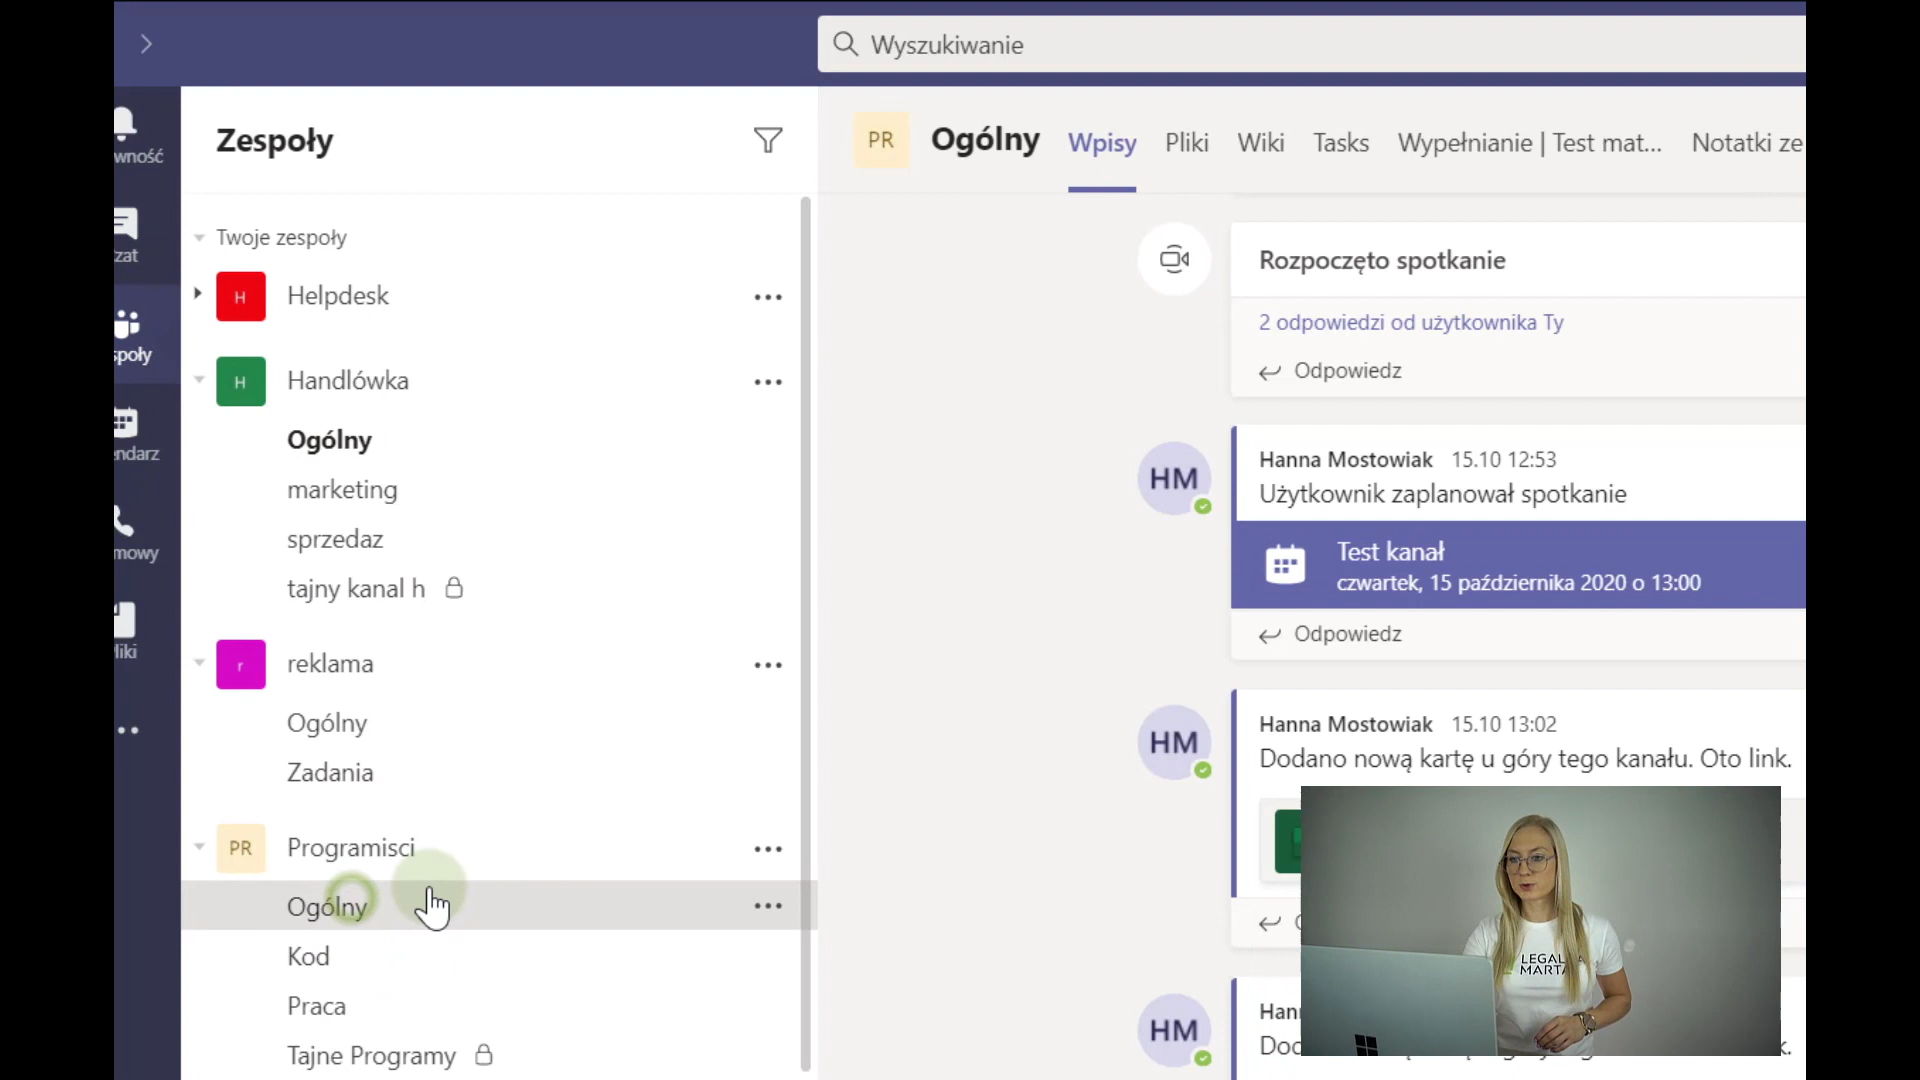 Wyszukiwanie
wność
zat
społy
endarz
mowy
liki
Zespoły
Twoje zespoły
H Helpdesk
H Handlówka
Ogólny
marketing
sprzedaz
tajny kanal h
r reklama
Ogólny
Zadania
PR Programisci
Ogólny
Kod
Praca
Tajne Programy
PR Ogólny Wpisy Pliki Wiki Tasks Wypełnianie | Test mat... Notatki ze
Rozpoczęto spotkanie
2 odpowiedzi od użytkownika Ty
Odpowiedz
HM
Hanna Mostowiak 15.10 12:53
Użytkownik zaplanował spotkanie
Test kanał
czwartek, 15 października 2020 o 13:00
Odpowiedz
HM
Hanna Mostowiak 15.10 13:02
Dodano nową kartę u góry tego kanału. Oto link.
HM
LEGAL
MARTA